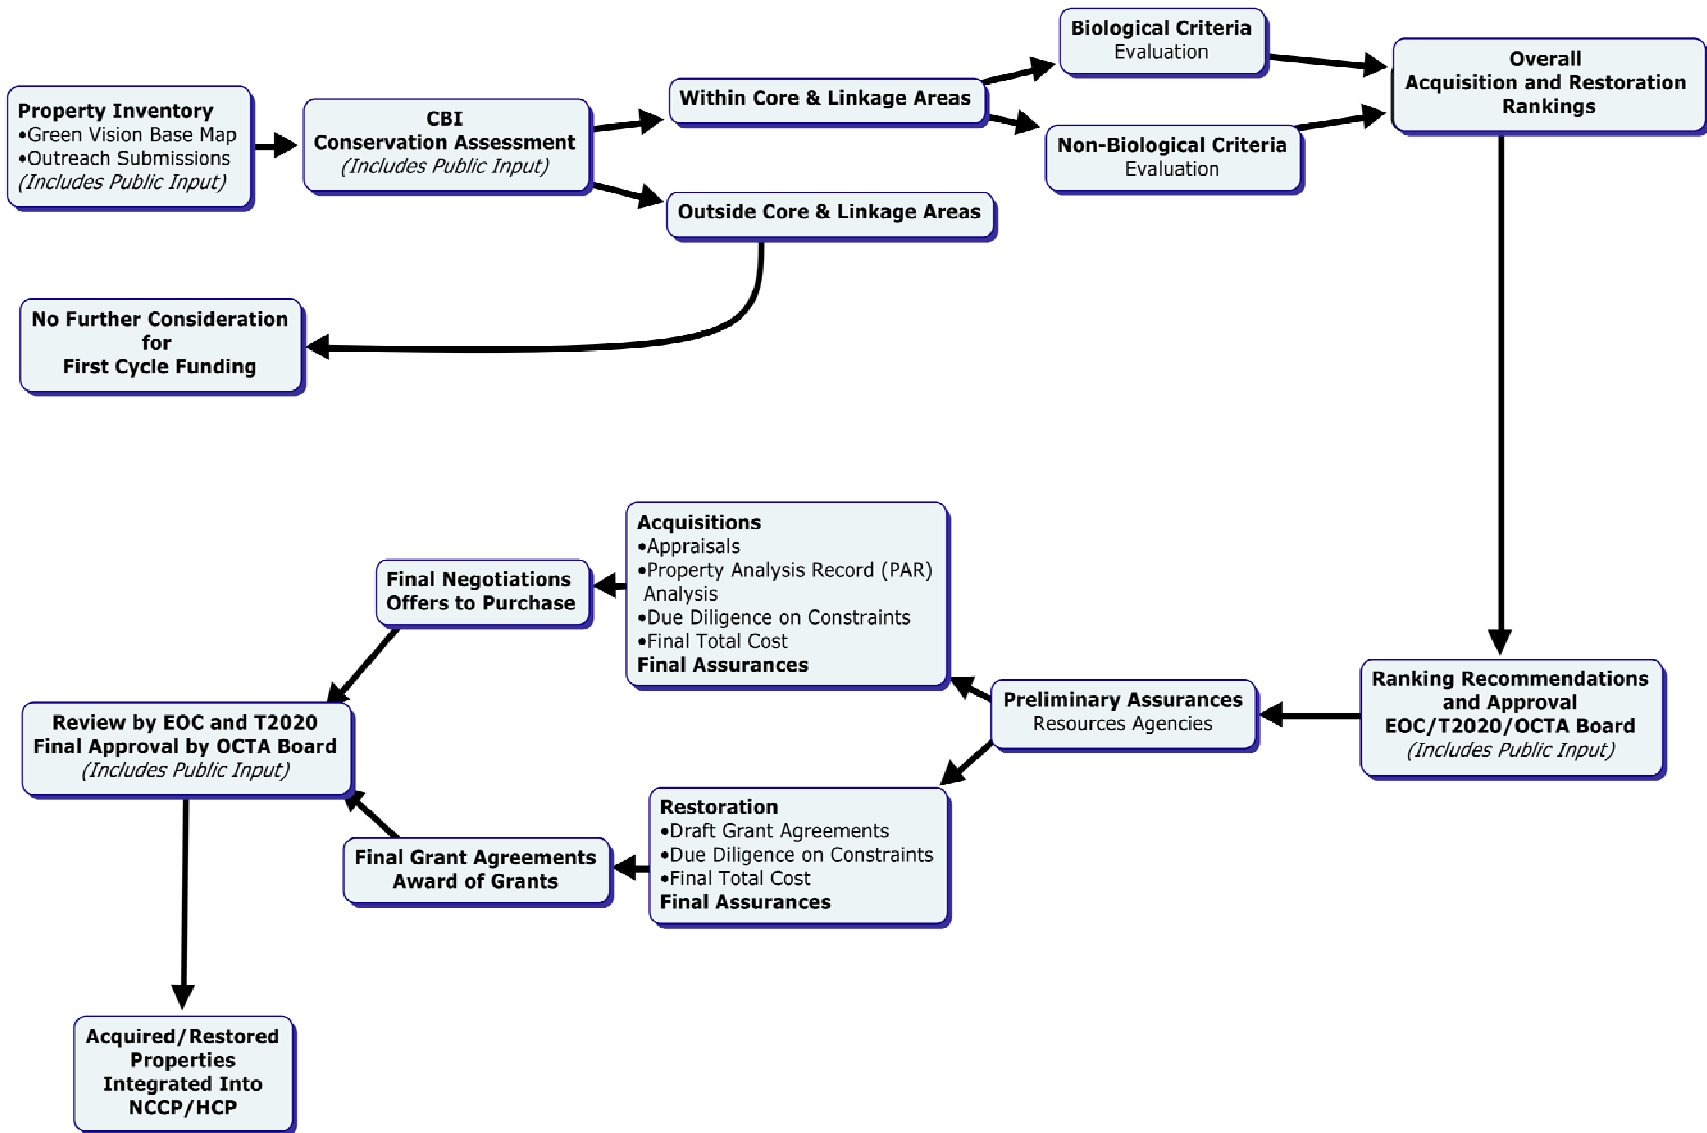 Property Inventory
•Green Vision Base Map
•Outreach Submissions
(Includes Public Input)
CBI
Conservation Assessment
(Includes Public Input)
Within Core & Linkage Areas
Outside Core & Linkage Areas
Biological Criteria
Evaluation
Non-Biological Criteria
Evaluation
Overall
Acquisition and Restoration
Rankings
No Further Consideration
for
First Cycle Funding
Ranking Recommendations
and Approval
EOC/T2020/OCTA Board
(Includes Public Input)
Preliminary Assurances
Resources Agencies
Acquisitions
•Appraisals
•Property Analysis Record (PAR)
Analysis
•Due Diligence on Constraints
•Final Total Cost
Final Assurances
Final Negotiations
Offers to Purchase
Restoration
•Draft Grant Agreements
•Due Diligence on Constraints
•Final Total Cost
Final Assurances
Final Grant Agreements
Award of Grants
Review by EOC and T2020
Final Approval by OCTA Board
(Includes Public Input)
Acquired/Restored
Properties
Integrated Into
NCCP/HCP